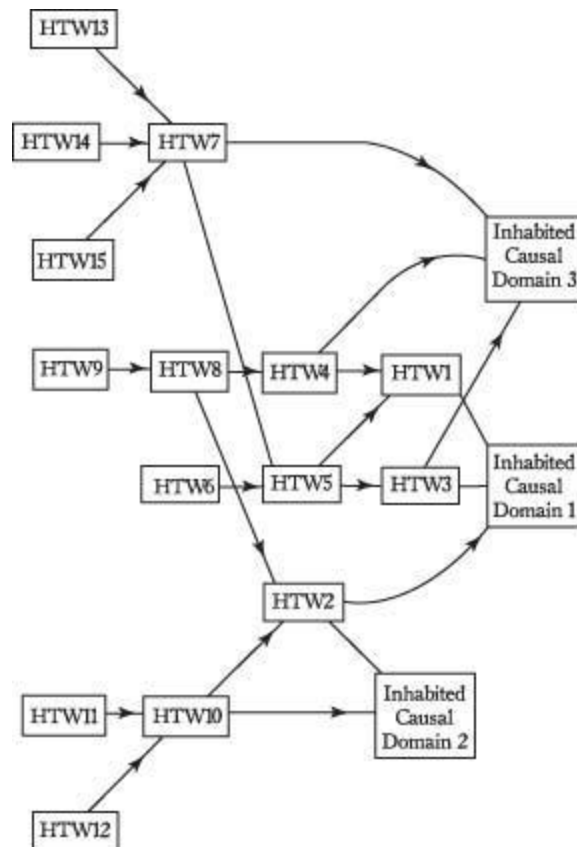 HTW13
HTW14
HTW7
HTW15
Inhabited
Causal
Domain 3
HTW9
HTW8
HTW4
HTW1
HTW6
HTW5
HTW3
Inhabited
Causal
Domain 1
HTW2
HTW11
HTW10
Inhabited
Causal
Domain 2
HTW12